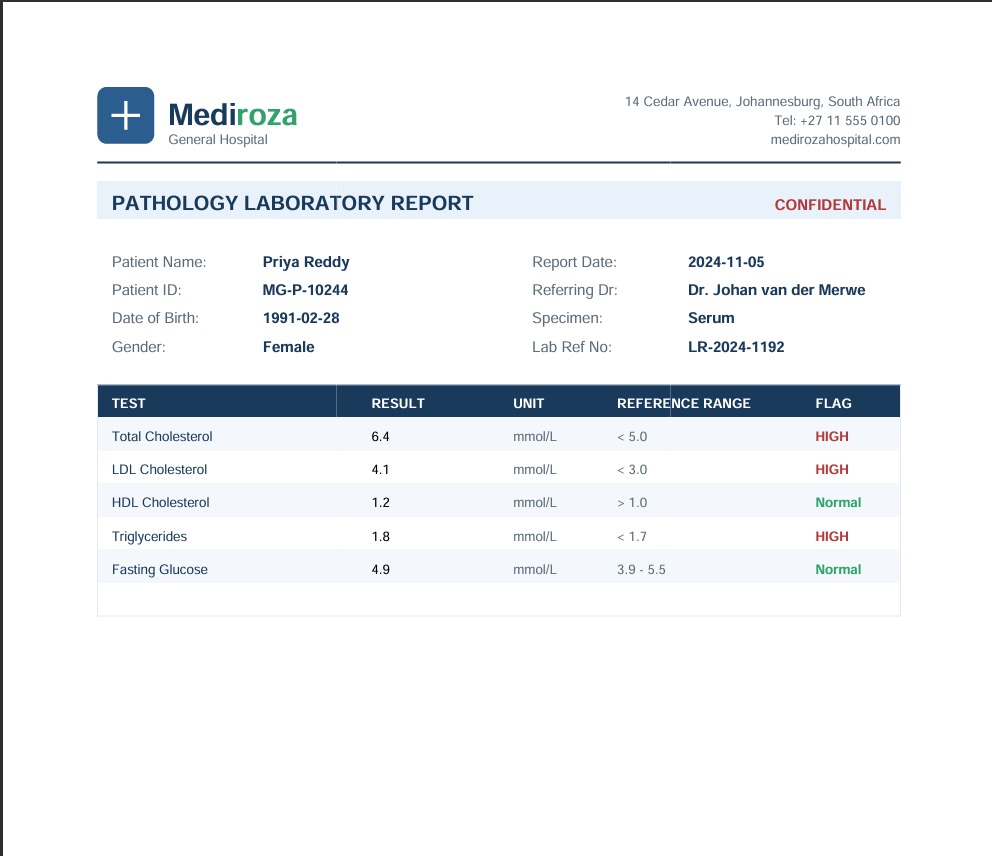 Mediroza
General Hospital
14 Cedar Avenue, Johannesburg, South Africa
Tel: +27 11 555 0100
medirozahospital.com
PATHOLOGY LABORATORY REPORT CONFIDENTIAL
Patient Name: Priya Reddy Report Date: 2024-11-05
Patient ID: MG-P-10244 Referring Dr: Dr. Johan van der Merwe
Date of Birth: 1991-02-28 Specimen: Serum
Gender: Female Lab Ref No: LR-2024-1192
TEST RESULT UNIT REFERENCE RANGE FLAG
Total Cholesterol 6.4 mmol/L < 5.0 HIGH
LDL Cholesterol 4.1 mmol/L < 3.0 HIGH
HDL Cholesterol 1.2 mmol/L > 1.0 Normal
Triglycerides 1.8 mmol/L < 1.7 HIGH
Fasting Glucose 4.9 mmol/L 3.9 - 5.5 Normal